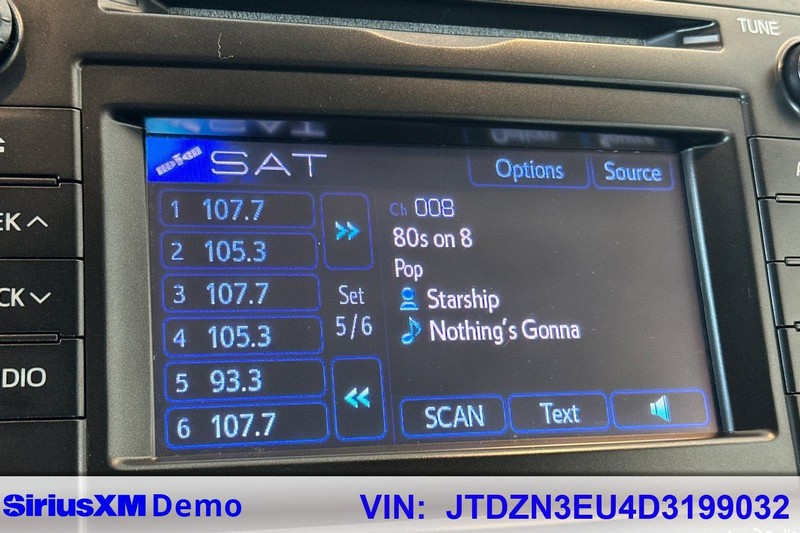 TUNE
SAT
Options
Source
1 107.7
2 105.3
3 107.7
4 105.3
5 93.3
6 107.7
Set
5/6
Ch 008
80s on 8
Pop
Starship
Nothing's Gonna
SCAN
Text
EK
CK
DIO
SiriusXM Demo
VIN: JTDZN3EU4D3199032